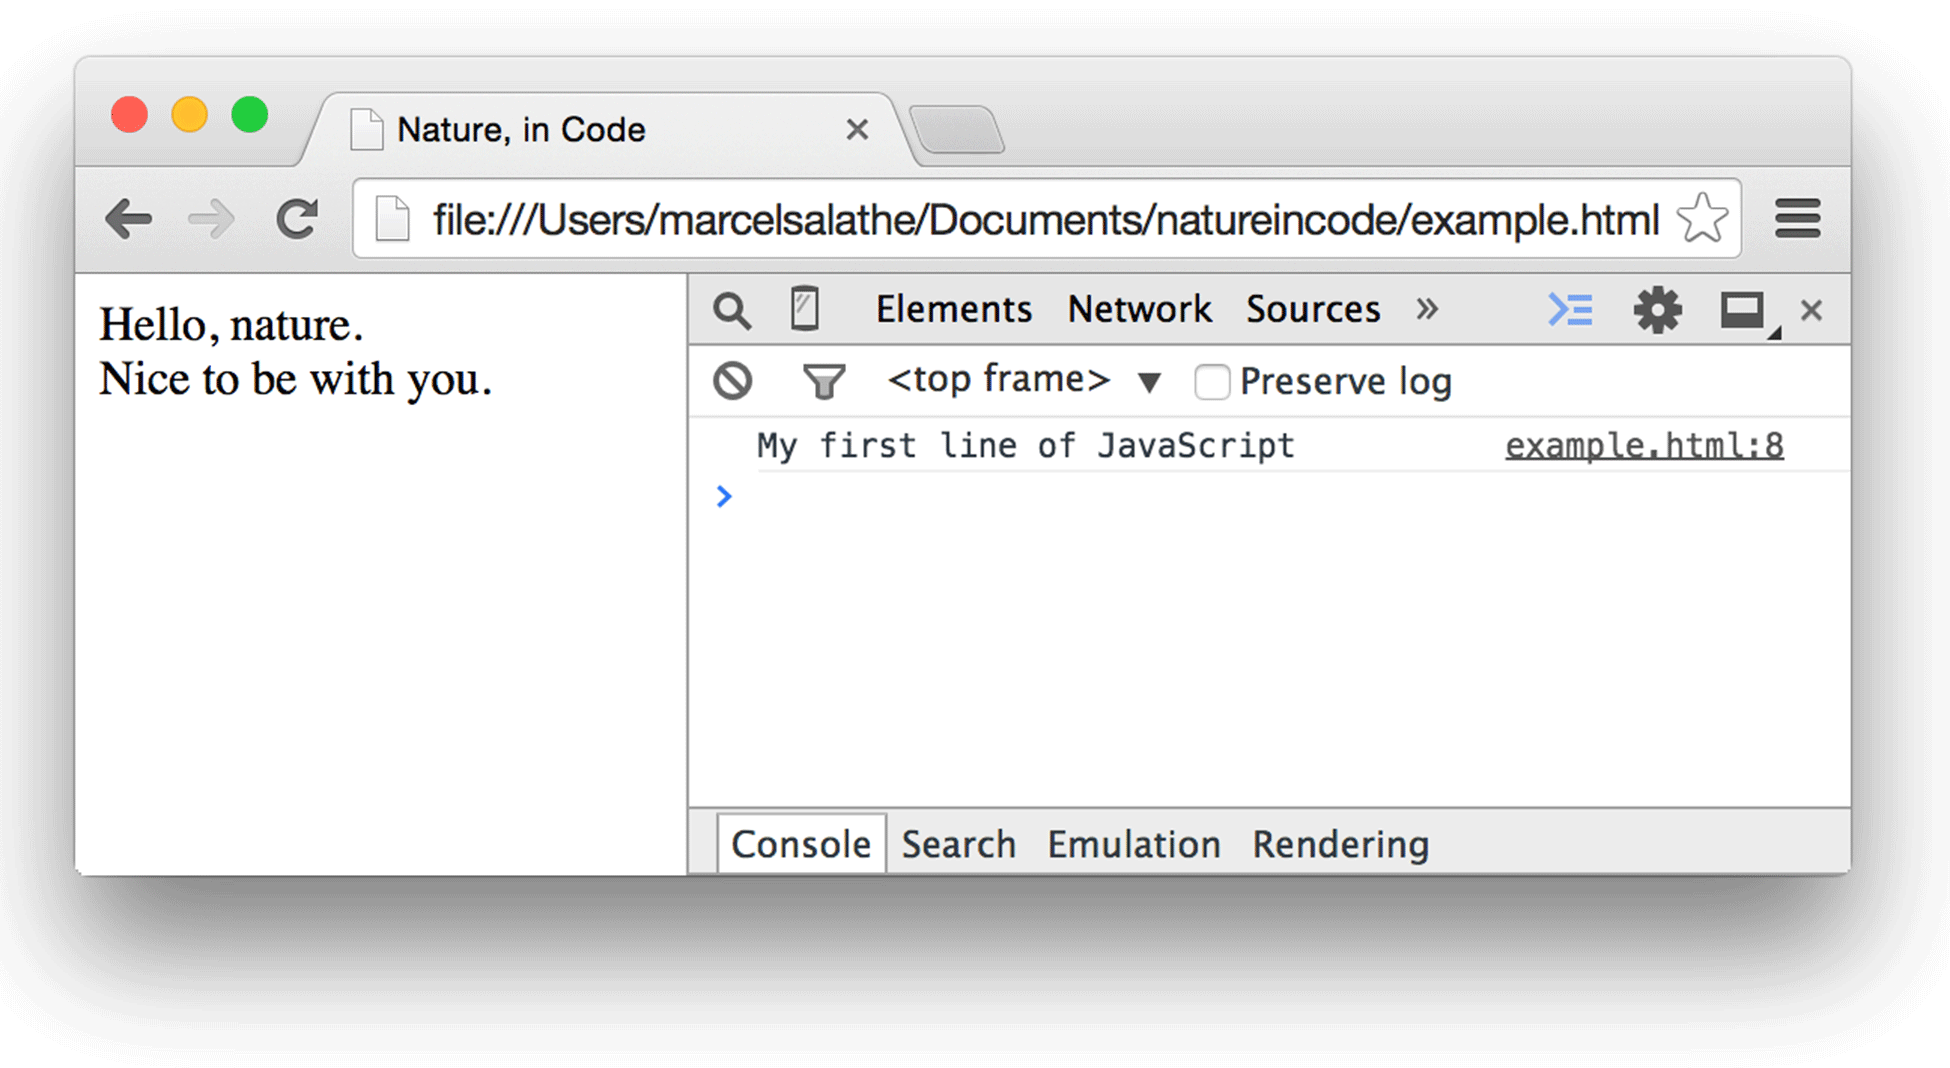 Nature, in Code
file:///Users/marcelsalathe/Documents/natureincode/example.html
Hello, nature.
Nice to be with you.
Elements Network Sources »
<top frame> ▼ Preserve log
My first line of JavaScript example.html:8
>
Console Search Emulation Rendering